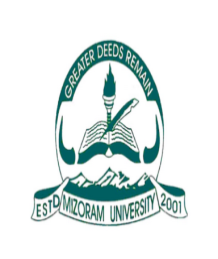 GREATER DEEDS REMAIN
ESTD MIZORAM UNIVERSITY 2001